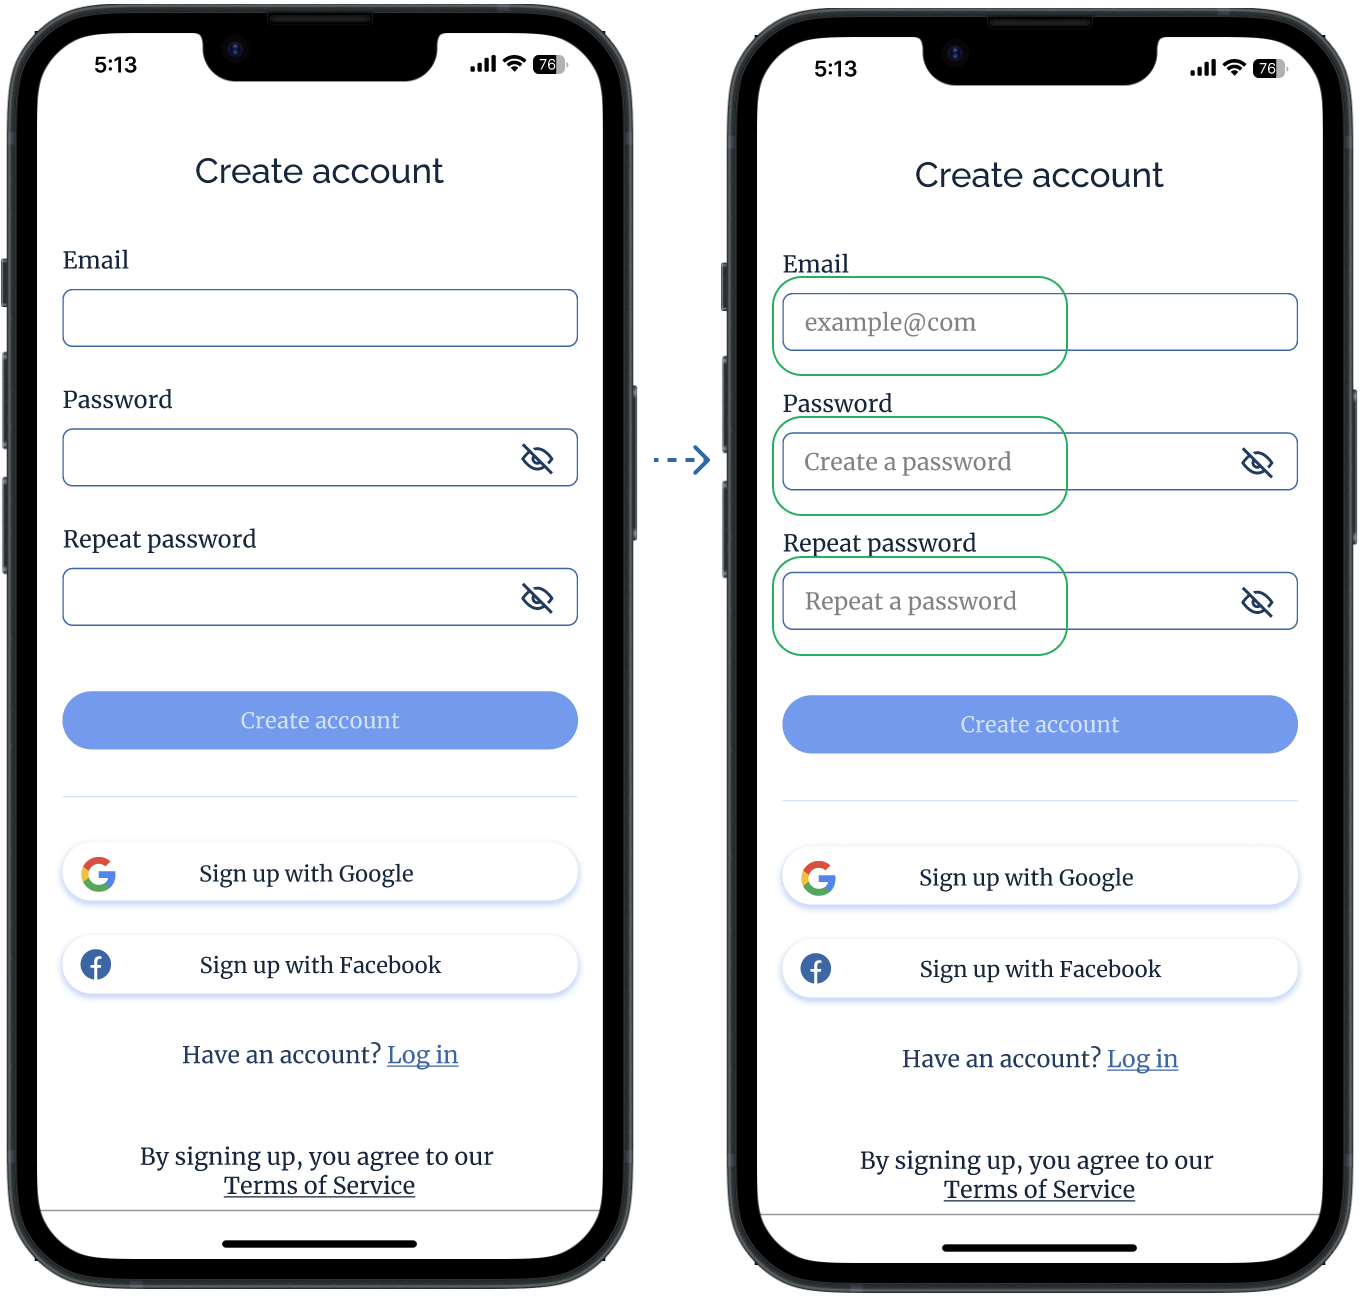 5:13
76
Create account
Email
Password
Repeat password
Create account
Sign up with Google
Sign up with Facebook
Have an account? Log in
By signing up, you agree to our
Terms of Service
5:13
76
Create account
Email
example@com
Password
Create a password
Repeat password
Repeat a password
Create account
Sign up with Google
Sign up with Facebook
Have an account? Log in
By signing up, you agree to our
Terms of Service